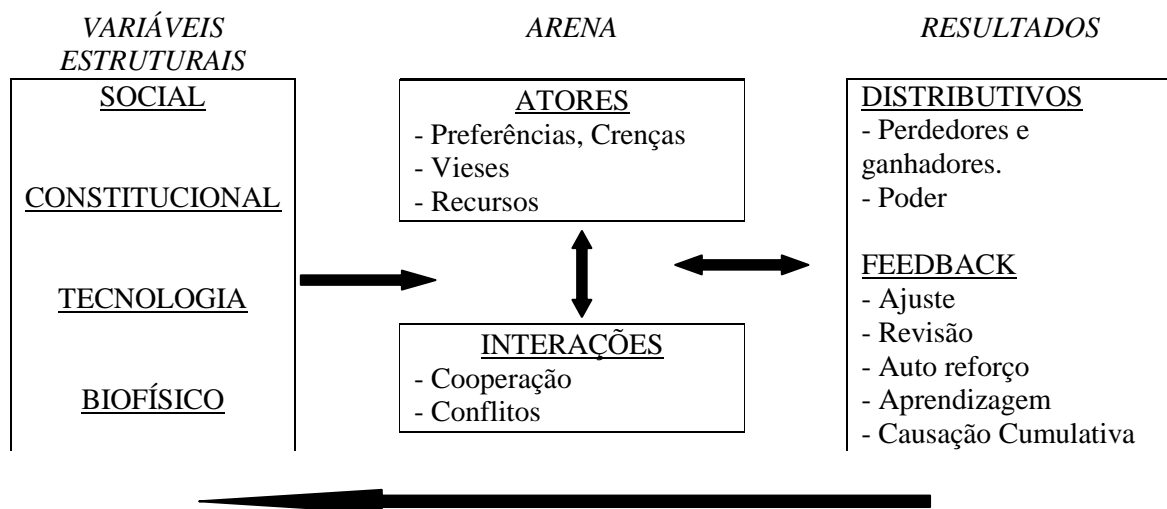 VARIÁVEIS
ESTRUTURAIS
SOCIAL
CONSTITUCIONAL
TECNOLOGIA
BIOFÍSICO
ARENA
ATORES
- Preferências, Crenças
- Vieses
- Recursos
INTERAÇÕES
- Cooperação
- Conflitos
RESULTADOS
DISTRIBUTIVOS
- Perdedores e
ganhadores.
- Poder
FEEDBACK
- Ajuste
- Revisão
- Auto reforço
- Aprendizagem
- Causação Cumulativa